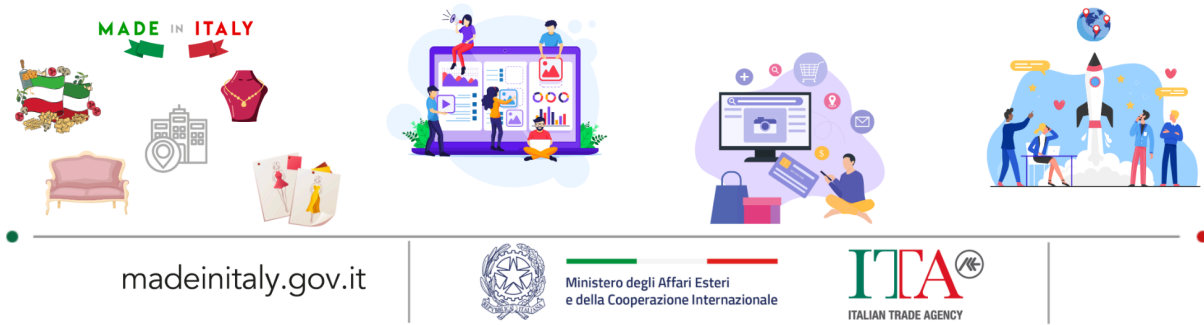 MADE IN ITALY
madeinitaly.gov.it
Ministero degli Affari Esteri
e della Cooperazione Internazionale
ITA
ITALIAN TRADE AGENCY